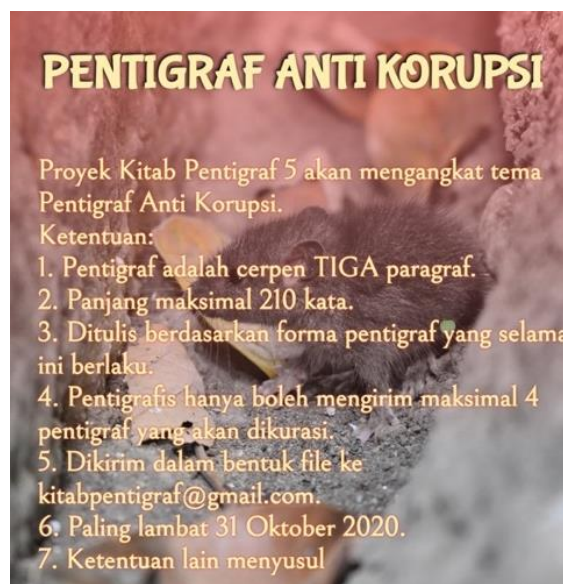 PENTIGRAF ANTI KORUPSI
Proyek Kitab Pentigraf 5 akan mengangkat tema
Pentigraf Anti Korupsi.
Ketentuan:
1. Pentigraf adalah cerpen TIGA paragraf.
2. Panjang maksimal 210 kata.
3. Ditulis berdasarkan forma pentigraf yang selama
ini berlaku.
4. Pentigrafis hanya boleh mengirim maksimal 4
pentigraf yang akan dikurasi.
5. Dikirim dalam bentuk file ke
kitabpentigraf@gmail.com.
6. Paling lambat 31 Oktober 2020.
7. Ketentuan lain menyusul